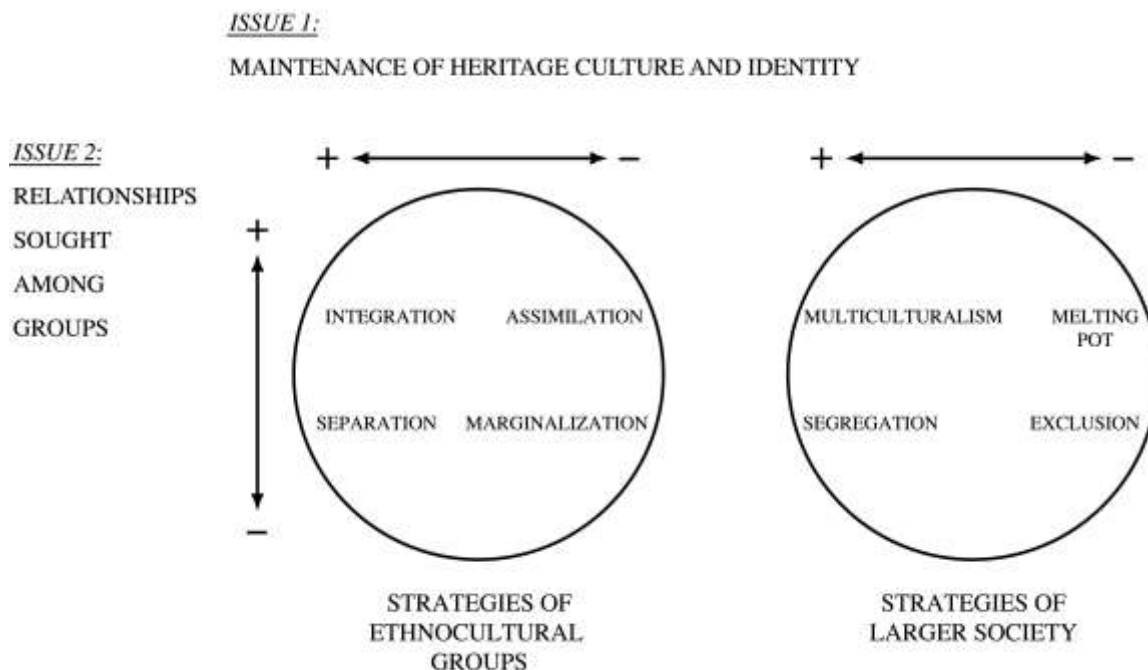 ISSUE 1:
MAINTENANCE OF HERITAGE CULTURE AND IDENTITY
ISSUE 2:
RELATIONSHIPS
SOUGHT
AMONG
GROUPS
+ −
+ −
+
−
INTEGRATION ASSIMILATION
SEPARATION MARGINALIZATION
MULTICULTURALISM MELTING
POT
SEGREGATION EXCLUSION
STRATEGIES OF
ETHNOCULTURAL
GROUPS
STRATEGIES OF
LARGER SOCIETY